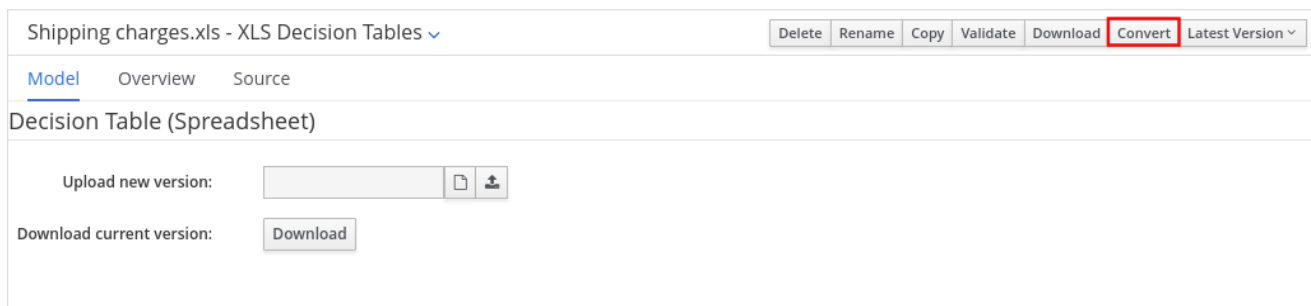 Shipping charges.xls - XLS Decision Tables
Delete Rename Copy Validate Download Convert Latest Version
Model Overview Source
Decision Table (Spreadsheet)
Upload new version:
Download current version: Download